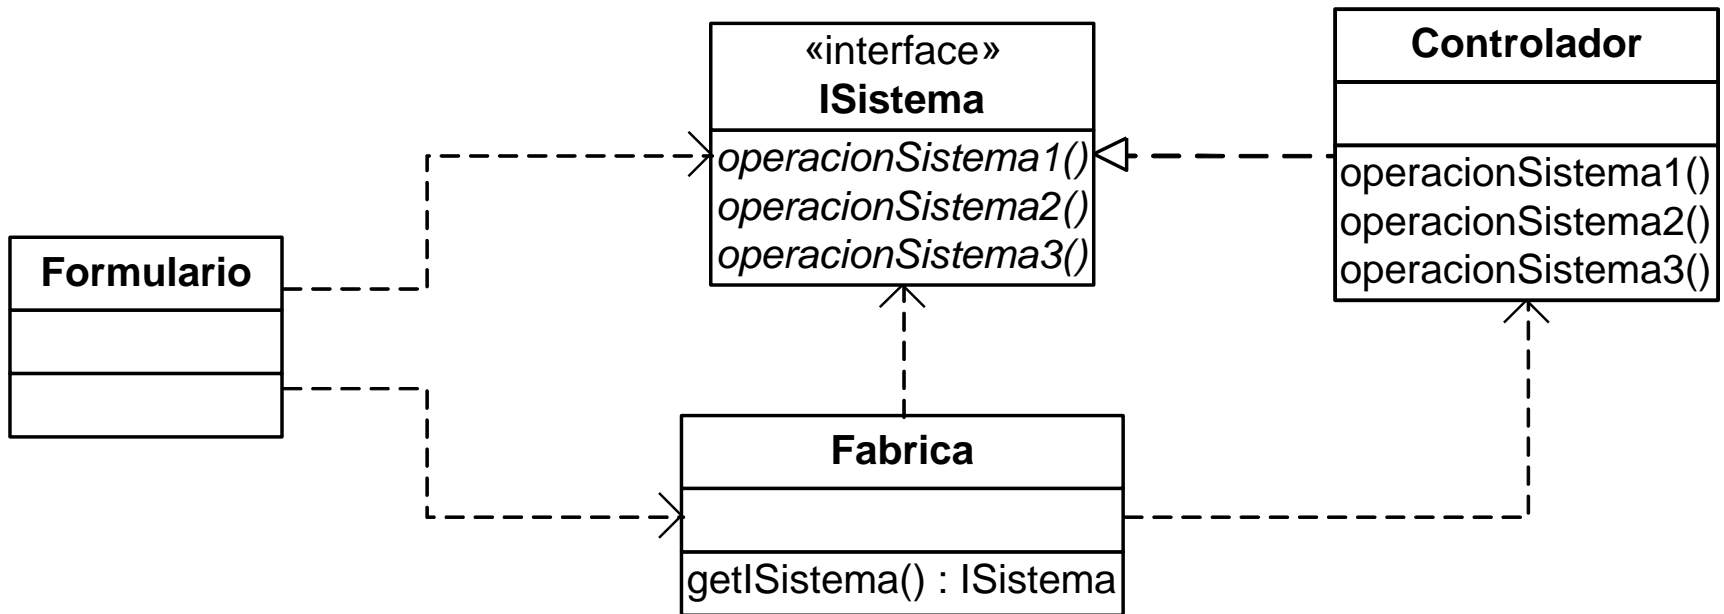 «interface»
ISistema
operacionSistema1()
operacionSistema2()
operacionSistema3()
Controlador
operacionSistema1()
operacionSistema2()
operacionSistema3()
Formulario
Fabrica
getISistema() : ISistema